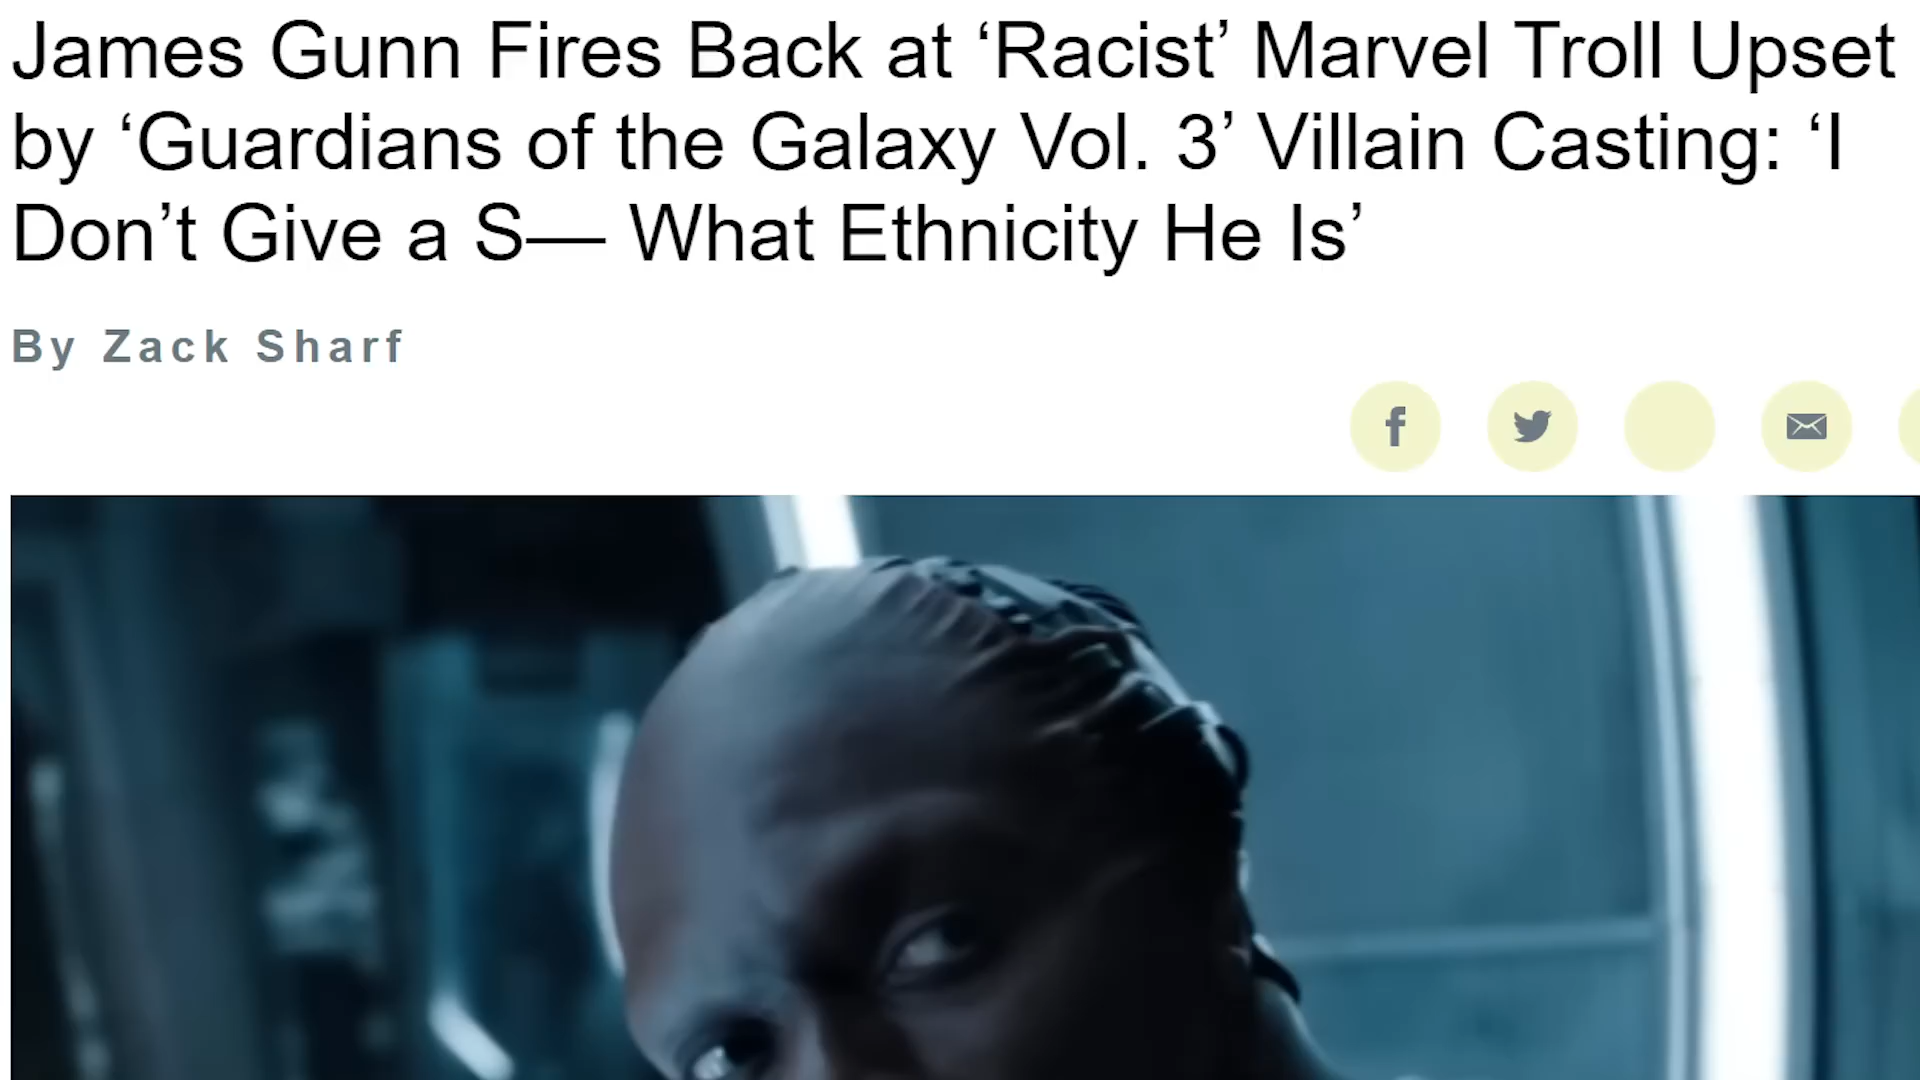 James Gunn Fires Back at ‘Racist’ Marvel Troll Upset
by ‘Guardians of the Galaxy Vol. 3’ Villain Casting: ‘I
Don’t Give a S— What Ethnicity He Is’
By Zack Sharf